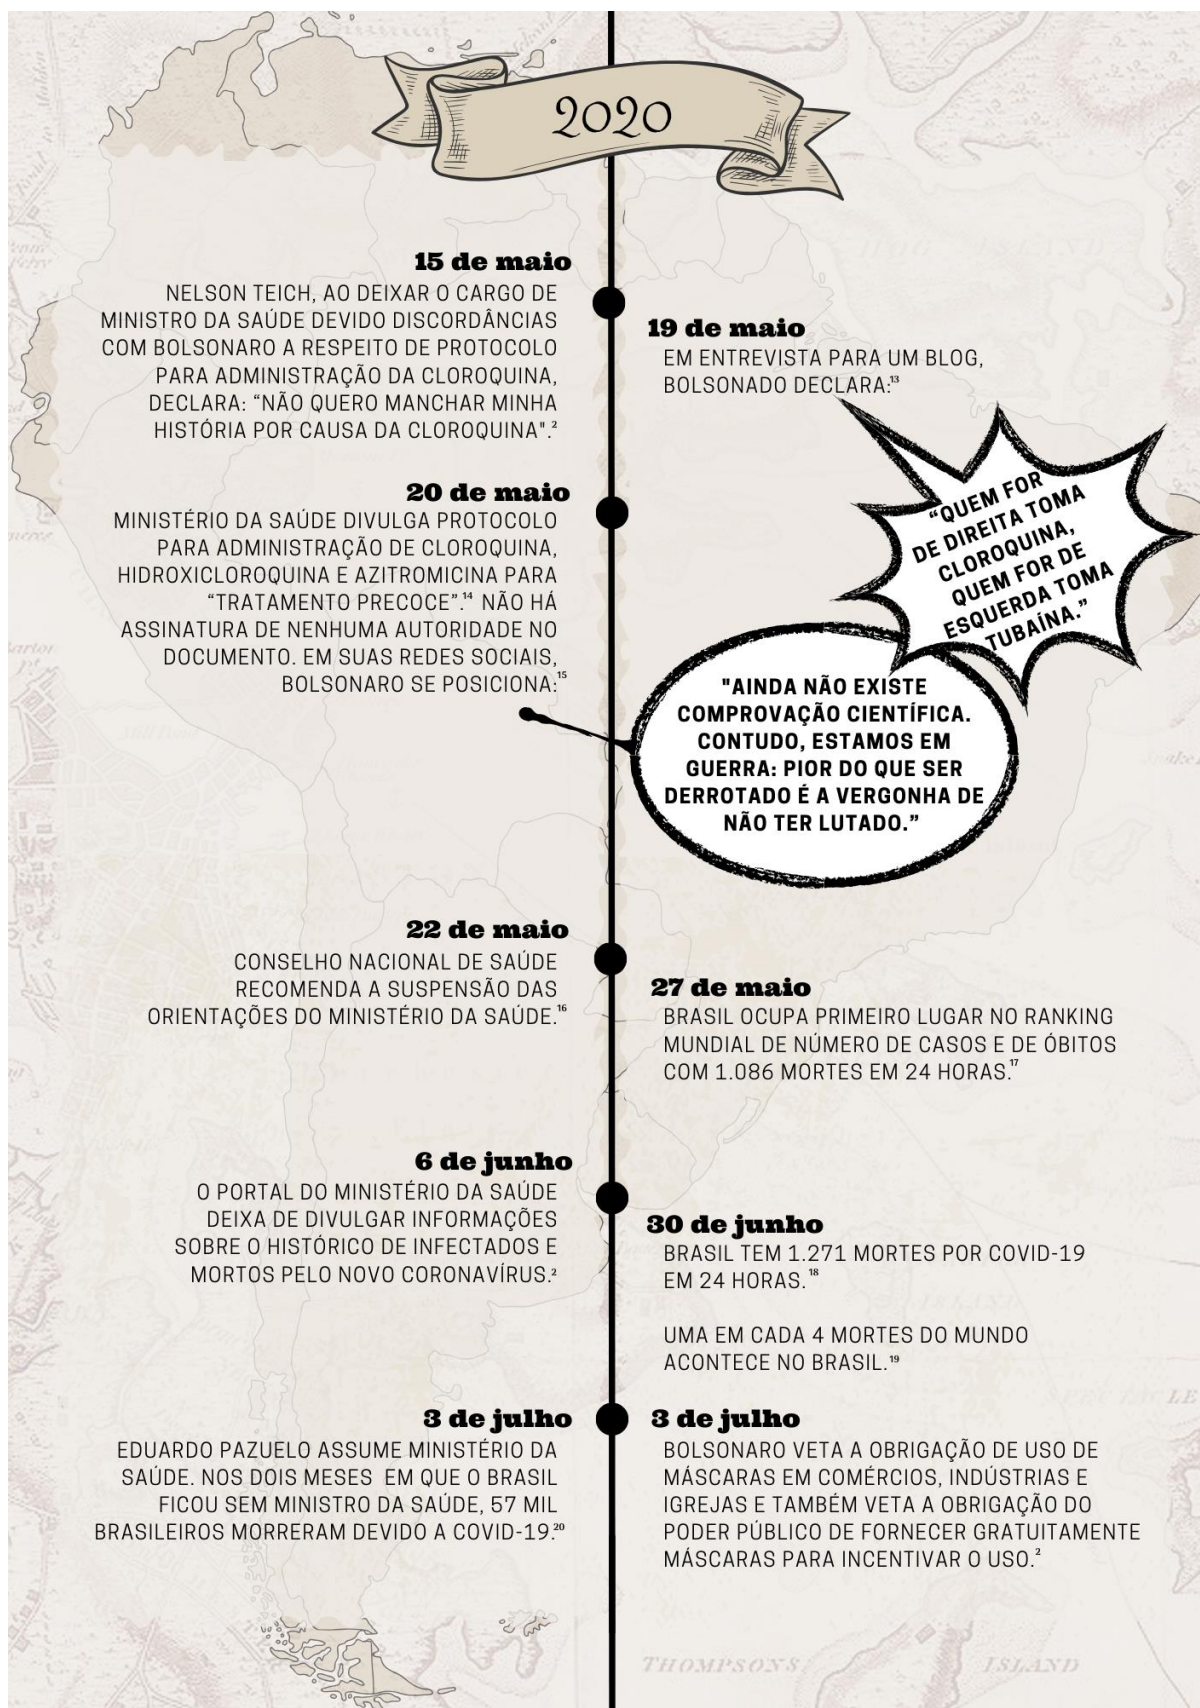 2020
15 de maio
NELSON TEICH, AO DEIXAR O CARGO DE
MINISTRO DA SAÚDE DEVIDO DISCORDÂNCIAS
COM BOLSONARO A RESPEITO DE PROTOCOLO
PARA ADMINISTRAÇÃO DA CLOROQUINA,
DECLARA: “NÃO QUERO MANCHAR MINHA
HISTÓRIA POR CAUSA DA CLOROQUINA".²
19 de maio
EM ENTREVISTA PARA UM BLOG,
BOLSONADO DECLARA:¹³
“QUEM FOR
DE DIREITA TOMA
CLOROQUINA,
QUEM FOR DE
ESQUERDA TOMA
TUBAÍNA.”
20 de maio
MINISTÉRIO DA SAÚDE DIVULGA PROTOCOLO
PARA ADMINISTRAÇÃO DE CLOROQUINA,
HIDROXICLOROQUINA E AZITROMICINA PARA
“TRATAMENTO PRECOCE”.¹⁴ NÃO HÁ
ASSINATURA DE NENHUMA AUTORIDADE NO
DOCUMENTO. EM SUAS REDES SOCIAIS,
BOLSONARO SE POSICIONA:¹⁵
"AINDA NÃO EXISTE
COMPROVAÇÃO CIENTÍFICA.
CONTUDO, ESTAMOS EM
GUERRA: PIOR DO QUE SER
DERROTADO É A VERGONHA DE
NÃO TER LUTADO.”
22 de maio
CONSELHO NACIONAL DE SAÚDE
RECOMENDA A SUSPENSÃO DAS
ORIENTAÇÕES DO MINISTÉRIO DA SAÚDE.¹⁶
27 de maio
BRASIL OCUPA PRIMEIRO LUGAR NO RANKING
MUNDIAL DE NÚMERO DE CASOS E DE ÓBITOS
COM 1.086 MORTES EM 24 HORAS.¹⁷
6 de junho
O PORTAL DO MINISTÉRIO DA SAÚDE
DEIXA DE DIVULGAR INFORMAÇÕES
SOBRE O HISTÓRICO DE INFECTADOS E
MORTOS PELO NOVO CORONAVÍRUS.²
30 de junho
BRASIL TEM 1.271 MORTES POR COVID-19
EM 24 HORAS.¹⁸
UMA EM CADA 4 MORTES DO MUNDO
ACONTECE NO BRASIL.¹⁹
3 de julho
EDUARDO PAZUELO ASSUME MINISTÉRIO DA
SAÚDE. NOS DOIS MESES EM QUE O BRASIL
FICOU SEM MINISTRO DA SAÚDE, 57 MIL
BRASILEIROS MORRERAM DEVIDO A COVID-19.²⁰
3 de julho
BOLSONARO VETA A OBRIGAÇÃO DE USO DE
MÁSCARAS EM COMÉRCIOS, INDÚSTRIAS E
IGREJAS E TAMBÉM VETA A OBRIGAÇÃO DO
PODER PÚBLICO DE FORNECER GRATUITAMENTE
MÁSCARAS PARA INCENTIVAR O USO.²
THOMPSONS ISLAND